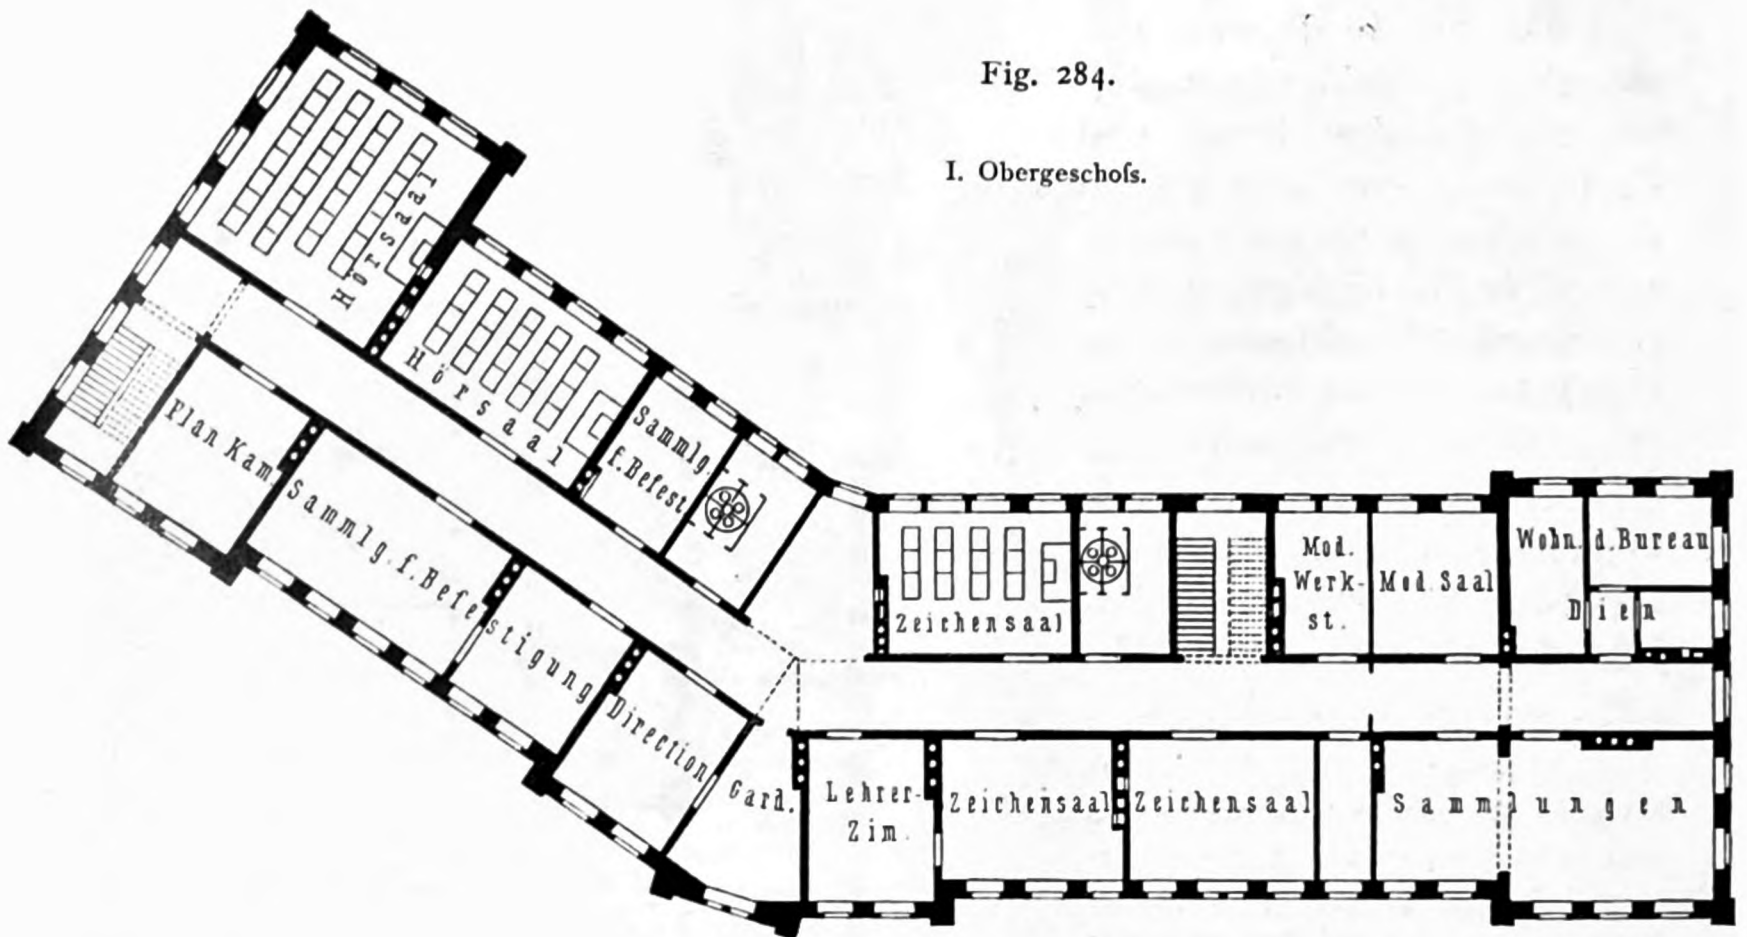 Fig. 284.
I. Obergeschoſs.
Hörsaal
Hörsaal
Sammlg.
f. Befest
Plan Kam.
Sammlg. f. Befestigung
Direction
Gard.
Lehrer-
Zim.
Zeichensaal
Zeichensaal
Sammlungen
Zeichensaal
Mod.
Werk-
st.
Mod. Saal
Wohn. d. Bureau
Dien